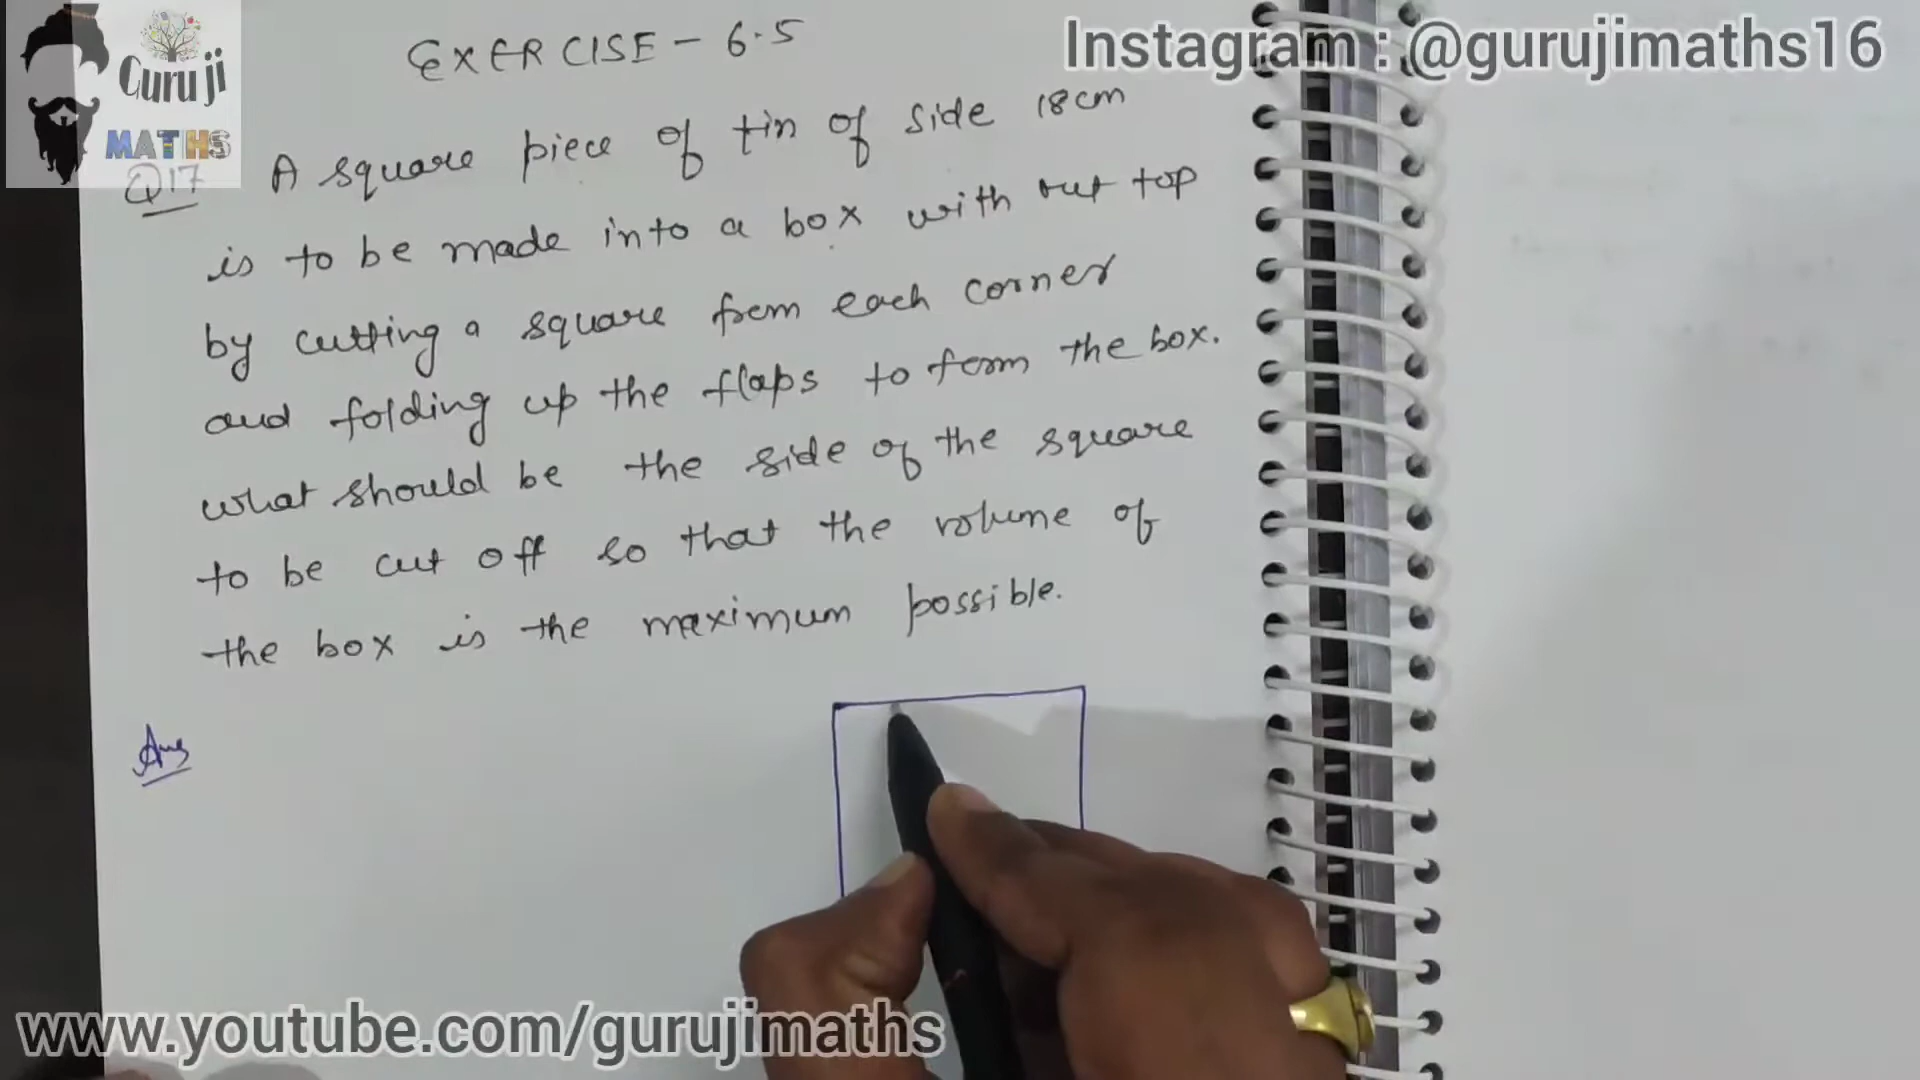 EXERCISE - 6.5
Instagram : @gurujimaths16
Guru ji
MATHS
Q17 A square piece of tin of side 18cm
is to be made into a box with out top
by cutting a square from each corner
and folding up the flaps to form the box.
what should be the side of the square
to be cut off so that the volume of
the box is the maximum possible.
Ans
www.youtube.com/gurujimaths